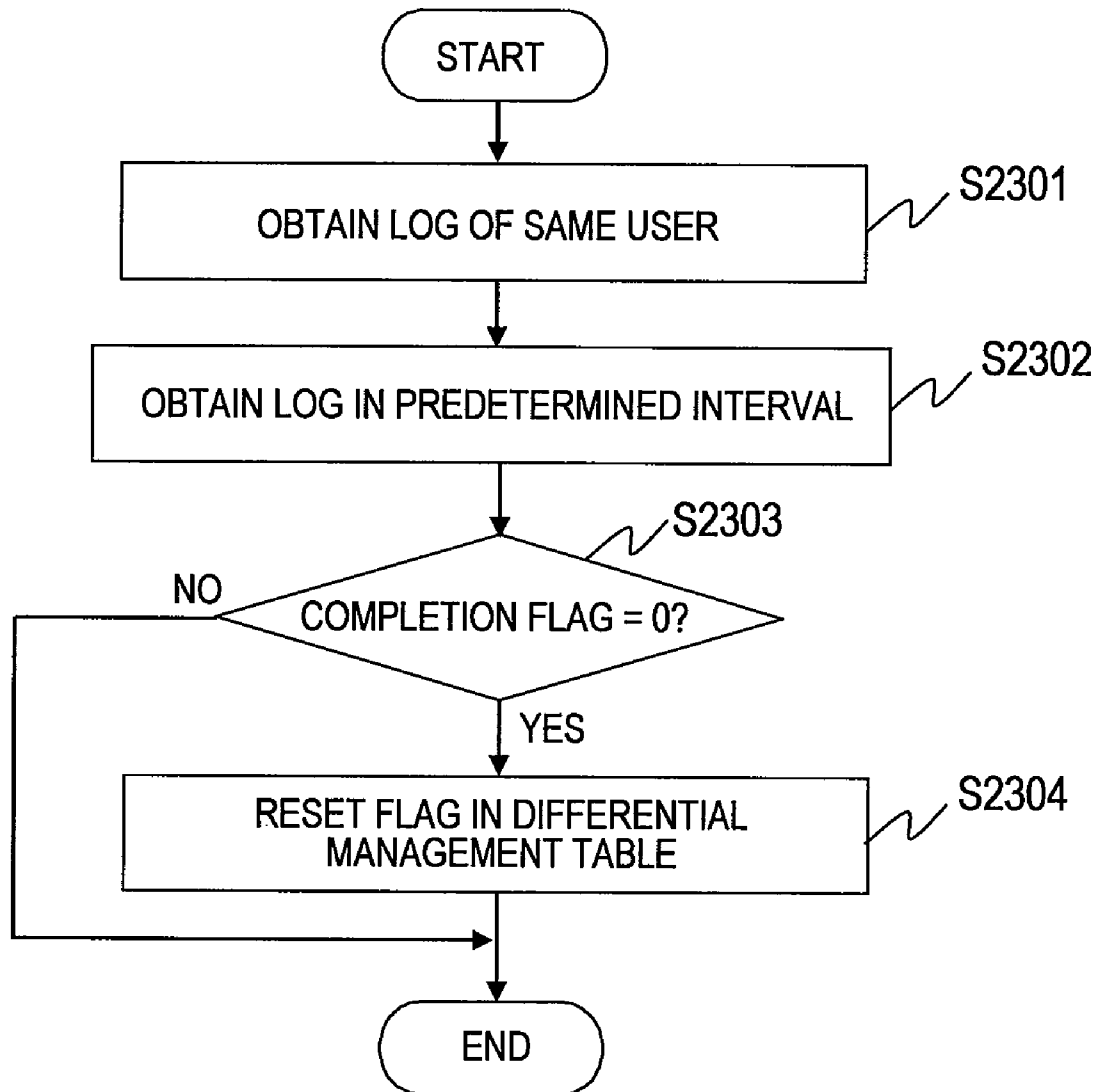 START
S2301
OBTAIN LOG OF SAME USER
S2302
OBTAIN LOG IN PREDETERMINED INTERVAL
S2303
NO
COMPLETION FLAG = 0?
YES
S2304
RESET FLAG IN DIFFERENTIAL
MANAGEMENT TABLE
END